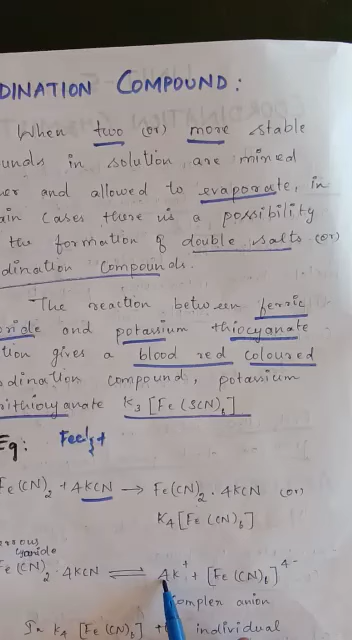 DINATION COMPOUND:
When two (or) more stable
unds in solution are mixed
er and allowed to evaporate, in
ain cases there is a possibility
the formation of double salts (or)
dination compounds.
The reaction between ferric
oride and potassium thiocyanate
tion gives a blood red coloured
dination compound, potassium
rithiocyanate K3[Fe(SCN)6]
Eg:
Fe(CN)2 + 4KCN → Fe(CN)2 . 4KCN (or)
K4[Fe(CN)6]
rrous
cyanide
Fe(CN)2 . 4KCN ⇌ 4K+ + [Fe(CN)6]4-
Complex anion
In K4 [Fe(CN)6] the individual